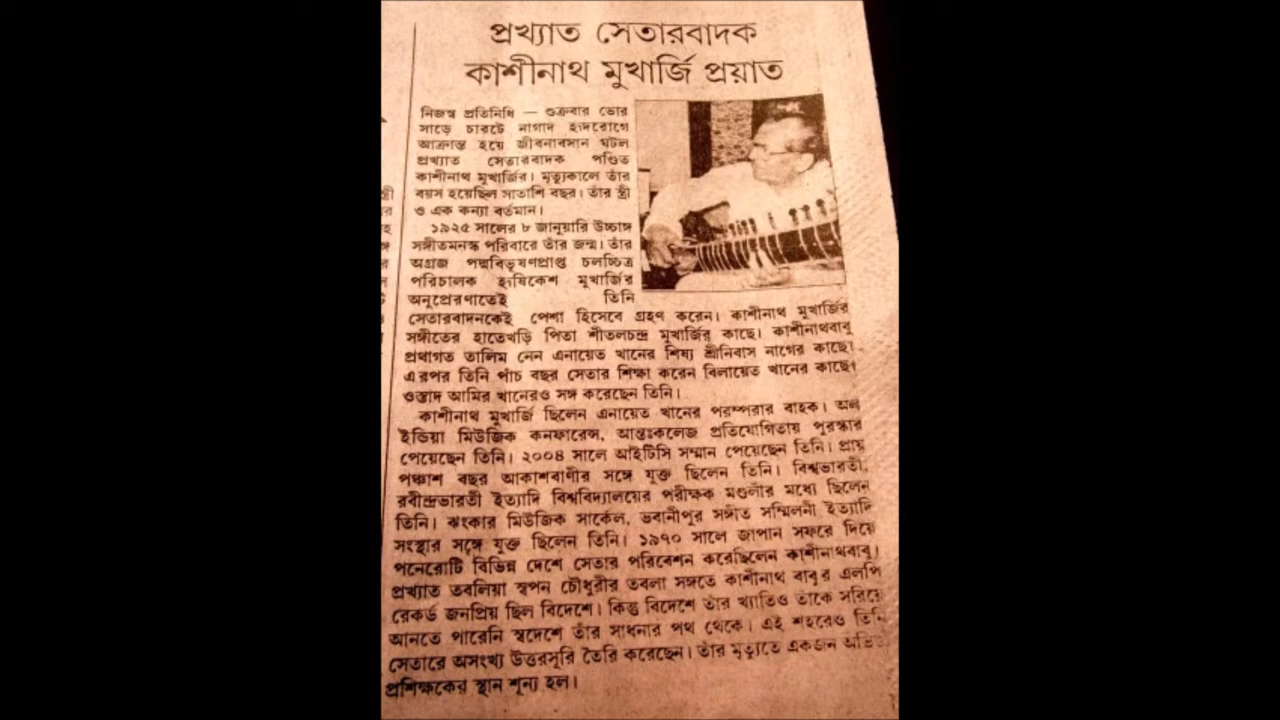 প্রখ্যাত সেতারবাদক
কাশীনাথ মুখার্জি প্রয়াত
নিজস্ব প্রতিনিধি — শুক্রবার ভোর
সাড়ে চারটে নাগাদ হৃদরোগে
আক্রান্ত হয়ে জীবনাবসান ঘটল
প্রখ্যাত সেতারবাদক পণ্ডিত
কাশীনাথ মুখার্জির। মৃত্যুকালে তাঁর
বয়স হয়েছিল সাতাশি বছর। তাঁর স্ত্রী
ও এক কন্যা বর্তমান।
১৯২৫ সালের ৮ জানুয়ারি উচ্চাঙ্গ
সঙ্গীতমনস্ক পরিবারে তাঁর জন্ম। তাঁর
অগ্রজ পদ্মবিভূষণপ্রাপ্ত চলচ্চিত্র
পরিচালক হৃষিকেশ মুখার্জির
অনুপ্রেরণাতেই তিনি
সেতারবাদনকেই পেশা হিসেবে গ্রহণ করেন। কাশীনাথ মুখার্জির
সঙ্গীতের হাতেখড়ি পিতা শীতলচন্দ্র মুখার্জির কাছে। কাশীনাথবাবু
প্রথাগত তালিম নেন এনায়েত খানের শিষ্য শ্রীনিবাস নাগের কাছে।
এরপর তিনি পাঁচ বছর সেতার শিক্ষা করেন বিলায়েত খানের কাছে।
ওস্তাদ আমির খানেরও সঙ্গ করেছেন তিনি।
কাশীনাথ মুখার্জি ছিলেন এনায়েত খানের পরম্পরার বাহক। অল
ইন্ডিয়া মিউজিক কনফারেন্স, আন্তঃকলেজ প্রতিযোগিতায় পুরস্কার
পেয়েছেন তিনি। ২০০৪ সালে আইটিসি সম্মান পেয়েছেন তিনি। প্রায়
পঞ্চাশ বছর আকাশবাণীর সঙ্গে যুক্ত ছিলেন তিনি। বিশ্বভারতী,
রবীন্দ্রভারতী ইত্যাদি বিশ্ববিদ্যালয়ের পরীক্ষক মণ্ডলীর মধ্যে ছিলেন
তিনি। ঝংকার মিউজিক সার্কেল, ভবানীপুর সঙ্গীত সম্মিলনী ইত্যাদি
সংস্থার সঙ্গে যুক্ত ছিলেন তিনি। ১৯৭০ সালে জাপান সফরে দিয়ে
পনেরোটি বিভিন্ন দেশে সেতার পরিবেশন করেছিলেন কাশীনাথবাবু।
প্রখ্যাত তবলিয়া স্বপন চৌধুরীর তবলা সঙ্গতে কাশীনাথ বাবুর এলপি
রেকর্ড জনপ্রিয় ছিল বিদেশে। কিন্তু বিদেশে তাঁর খ্যাতিও তাঁকে সরিয়ে
আনতে পারেনি স্বদেশে তাঁর সাধনার পথ থেকে। এই শহরেও তিনি
সেতারে অসংখ্য উত্তরসূরি তৈরি করেছেন। তাঁর মৃত্যুতে একজন
প্রশিক্ষকের স্থান শূন্য হল।